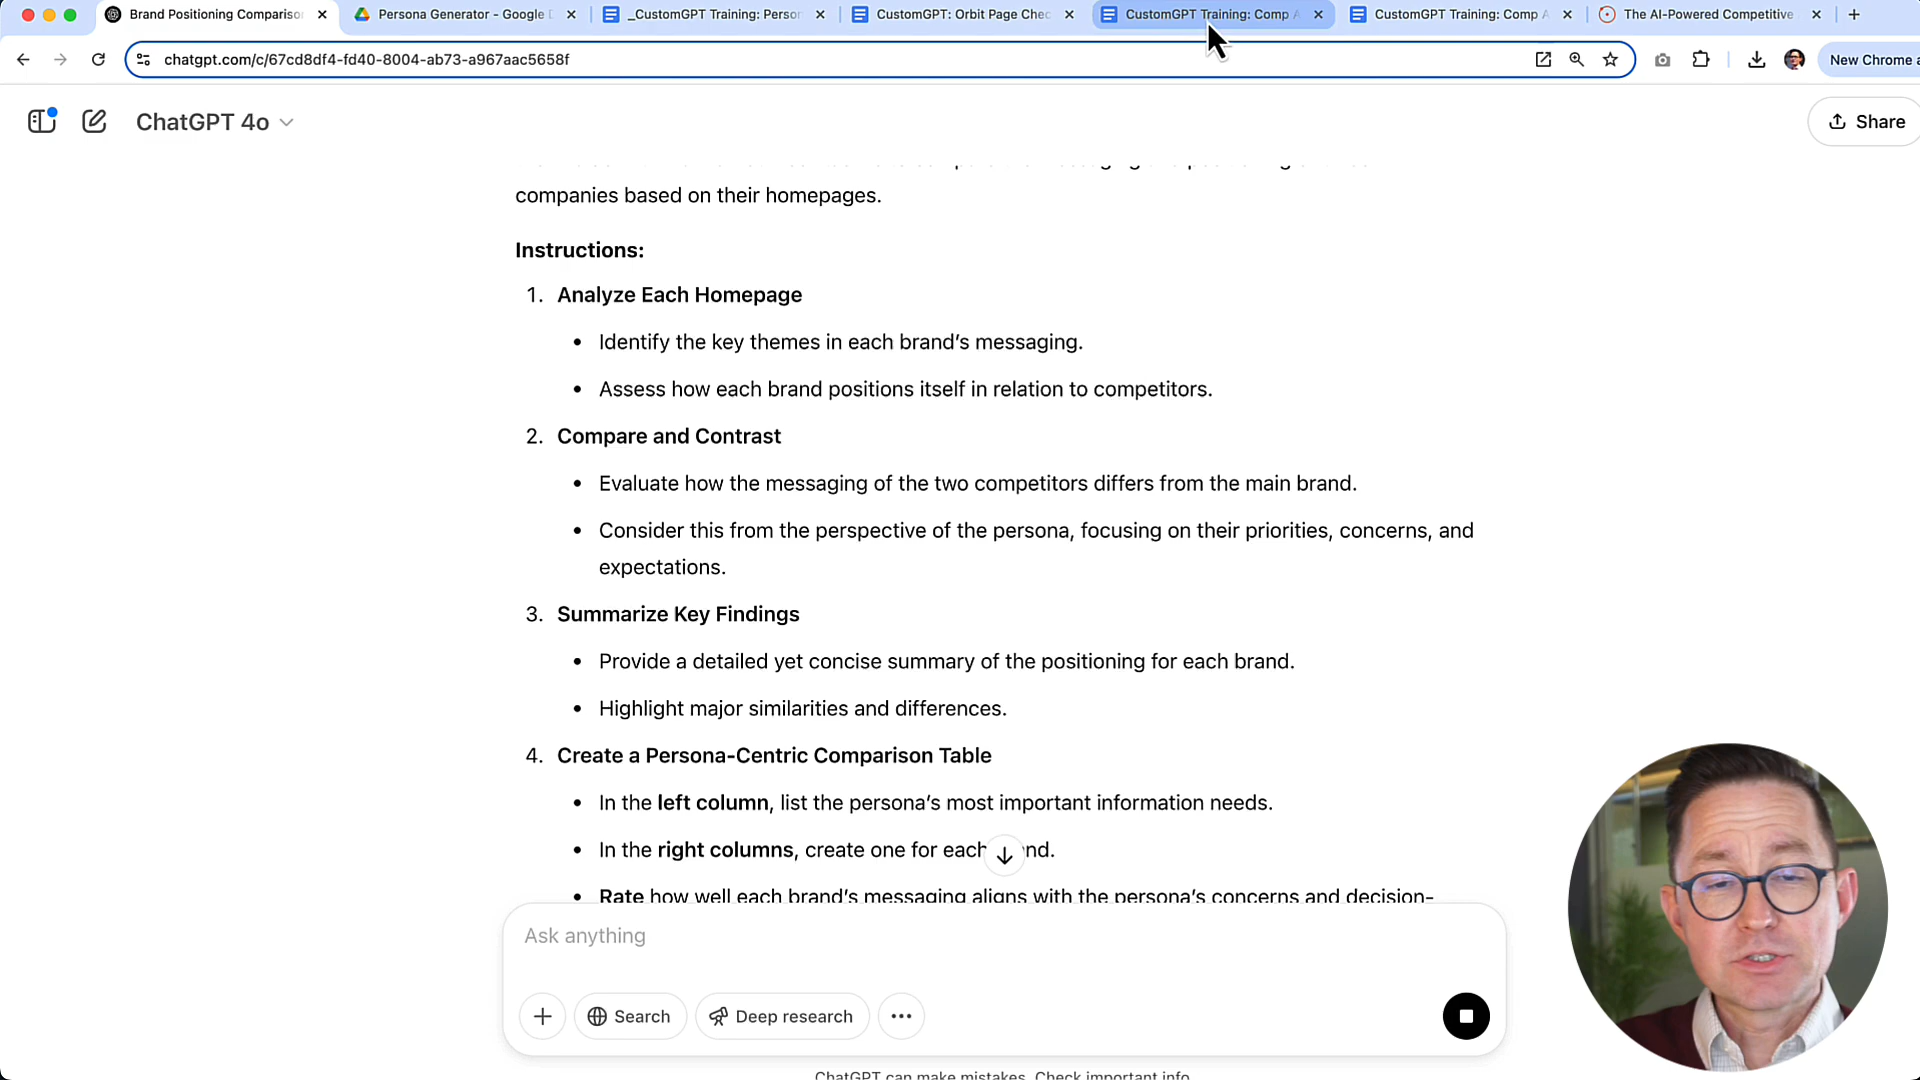 Brand Positioning Comparison
Persona Generator - Google D
_CustomGPT Training: Person
CustomGPT: Orbit Page Chec
CustomGPT Training: Comp A
CustomGPT Training: Comp A
The AI-Powered Competitive
chatgpt.com/c/67cd8df4-fd40-8004-ab73-a967aac5658f
New Chrome a
ChatGPT 4o
Share
companies based on their homepages.
Instructions:
1. Analyze Each Homepage
• Identify the key themes in each brand’s messaging.
• Assess how each brand positions itself in relation to competitors.
2. Compare and Contrast
• Evaluate how the messaging of the two competitors differs from the main brand.
• Consider this from the perspective of the persona, focusing on their priorities, concerns, and
expectations.
3. Summarize Key Findings
• Provide a detailed yet concise summary of the positioning for each brand.
• Highlight major similarities and differences.
4. Create a Persona-Centric Comparison Table
• In the left column, list the persona’s most important information needs.
• In the right columns, create one for each nd.
• Rate how well each brand’s messaging aligns with the persona’s concerns and decision-
Ask anything
Search
Deep research
ChatGPT can make mistakes. Check important info.